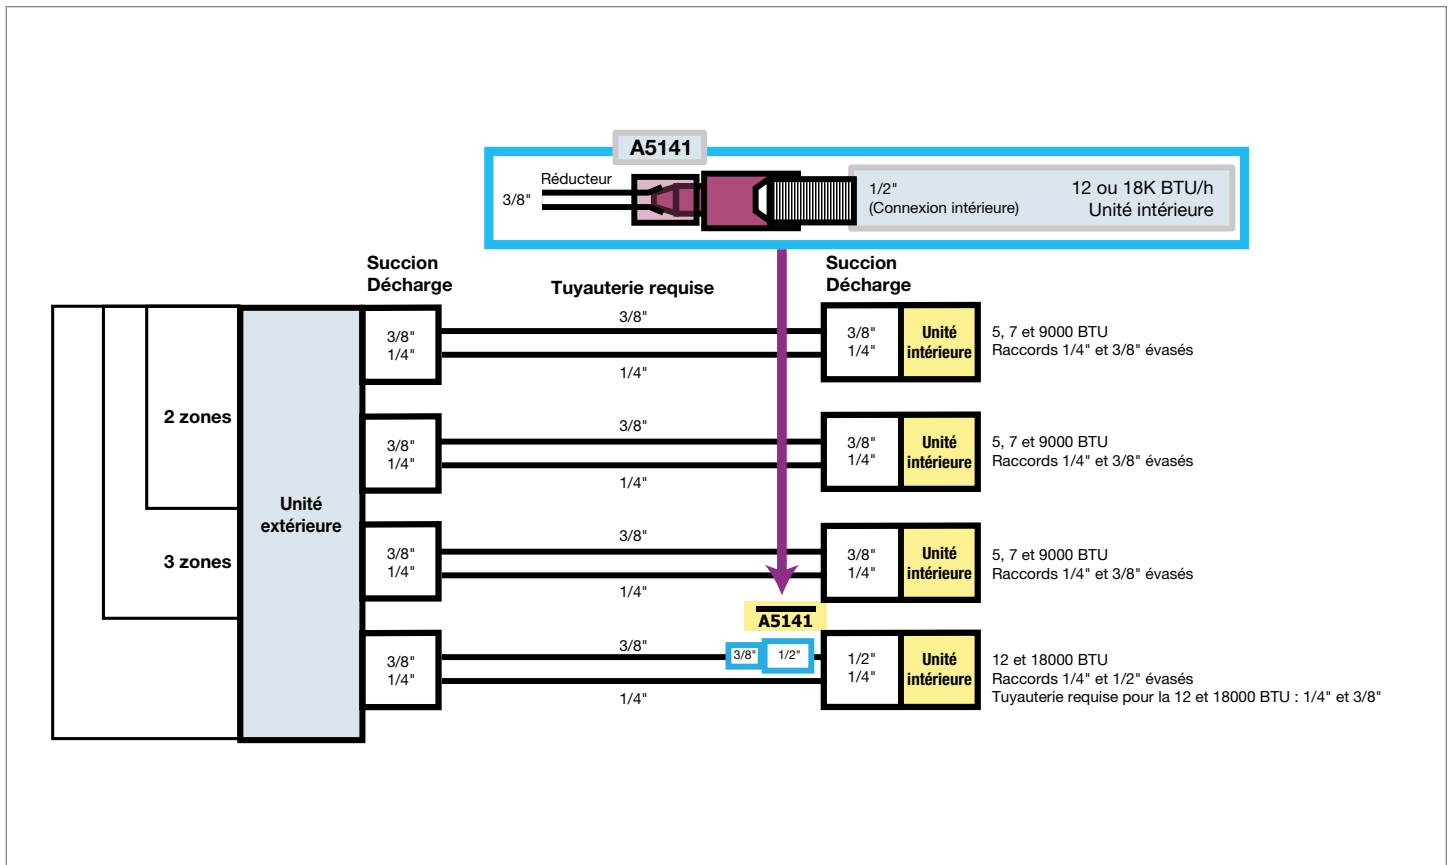 A5141
Réducteur
3/8"
1/2"
(Connexion intérieure)
12 ou 18K BTU/h
Unité intérieure
Succion
Décharge
Tuyauterie requise
Succion
Décharge
2 zones
3 zones
Unité
extérieure
3/8"
1/4"
3/8"
1/4"
3/8"
1/4"
Unité
intérieure
5, 7 et 9000 BTU
Raccords 1/4" et 3/8" évasés
3/8"
1/4"
3/8"
1/4"
3/8"
1/4"
Unité
intérieure
5, 7 et 9000 BTU
Raccords 1/4" et 3/8" évasés
3/8"
1/4"
3/8"
1/4"
3/8"
1/4"
Unité
intérieure
5, 7 et 9000 BTU
Raccords 1/4" et 3/8" évasés
A5141
3/8"
1/4"
3/8"
1/4"
3/8"
1/2"
1/2"
1/4"
Unité
intérieure
12 et 18000 BTU
Raccords 1/4" et 1/2" évasés
Tuyauterie requise pour la 12 et 18000 BTU : 1/4" et 3/8"